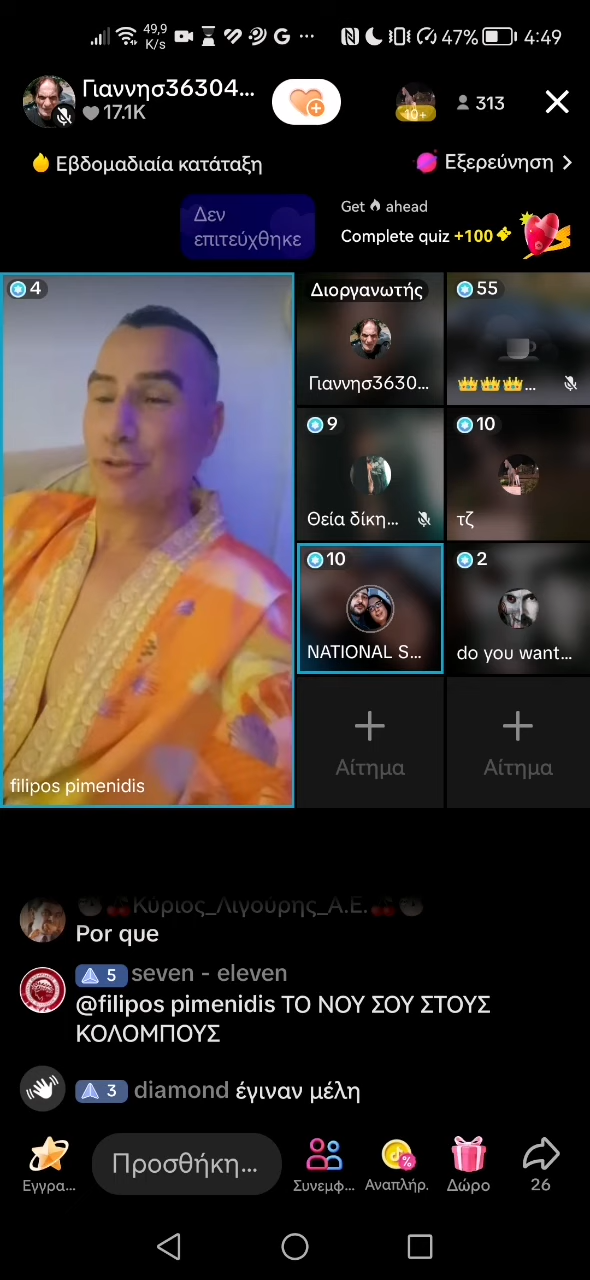 49,9
K/s
47%
4:49
Γιαννησ36304...
17.1K
10+
313
Εβδομαδιαία κατάταξη
Εξερεύνηση
Δεν
επιτεύχθηκε
Get ahead
Complete quiz +100
4
Διοργανωτής
Γιαννησ3630...
55
...
9
Θεία δίκη...
10
τζ
10
NATIONAL S...
2
do you want...
filipos pimenidis
Αίτημα
Αίτημα
Κύριος_Λιγούρης_Α.Ε.
Por que
5 seven - eleven
@filipos pimenidis ΤΟ ΝΟΥ ΣΟΥ ΣΤΟΥΣ
ΚΟΛΟΜΠΟΥΣ
3 diamond έγιναν μέλη
Εγγρα...
Προσθήκη...
Συνεμφ...
Αναπλήρ.
Δώρο
26